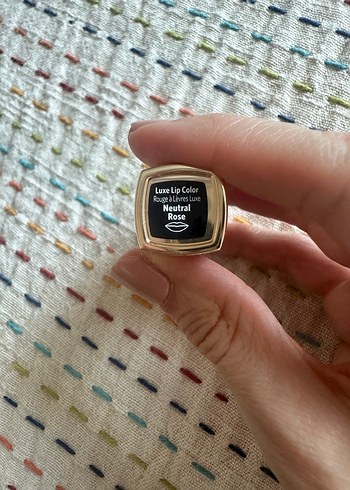 Luxe Lip Color
Rouge à Lèvres Luxe
Neutral
Rose